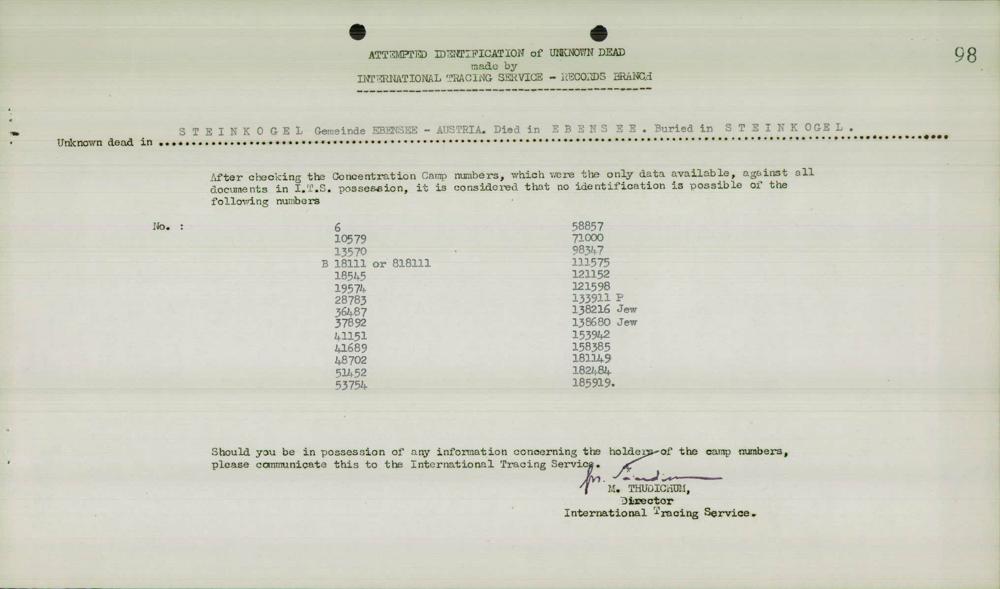 98
ATTEMPTED IDENTIFICATION of UNKNOWN DEAD
made by
INTERNATIONAL TRACING SERVICE - RECORDS BRANCH
Unknown dead in STEINKOGEL Gemeinde EBENSEE - AUSTRIA. Died in EBENSEE. Buried in STEINKOGEL.
After checking the Concentration Camp numbers, which were the only data available, against all
documents in I.T.S. possession, it is considered that no identification is possible of the
following numbers
No. :
6
10579
13570
B 18111 or 818111
18545
19574
28783
36487
37892
41151
41689
48702
51452
53754
58857
71000
98347
111575
121152
121598
133911 P
138216 Jew
138680 Jew
153942
158385
181149
182484
185919.
Should you be in possession of any information concerning the holders of the camp numbers,
please communicate this to the International Tracing Service.
M. THUDICHUM,
Director
International Tracing Service.